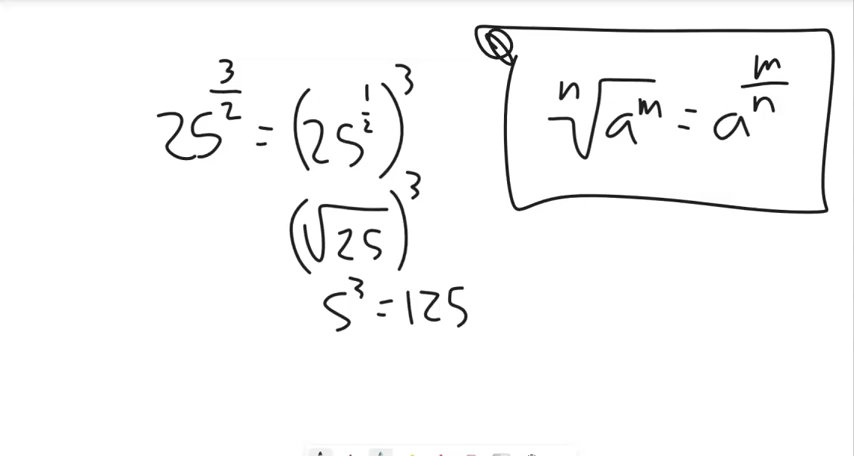 25^(3/2) = (25^(1/2))^3
(√25)^3
5^3 = 125
ⁿ√a^m = a^(m/n)